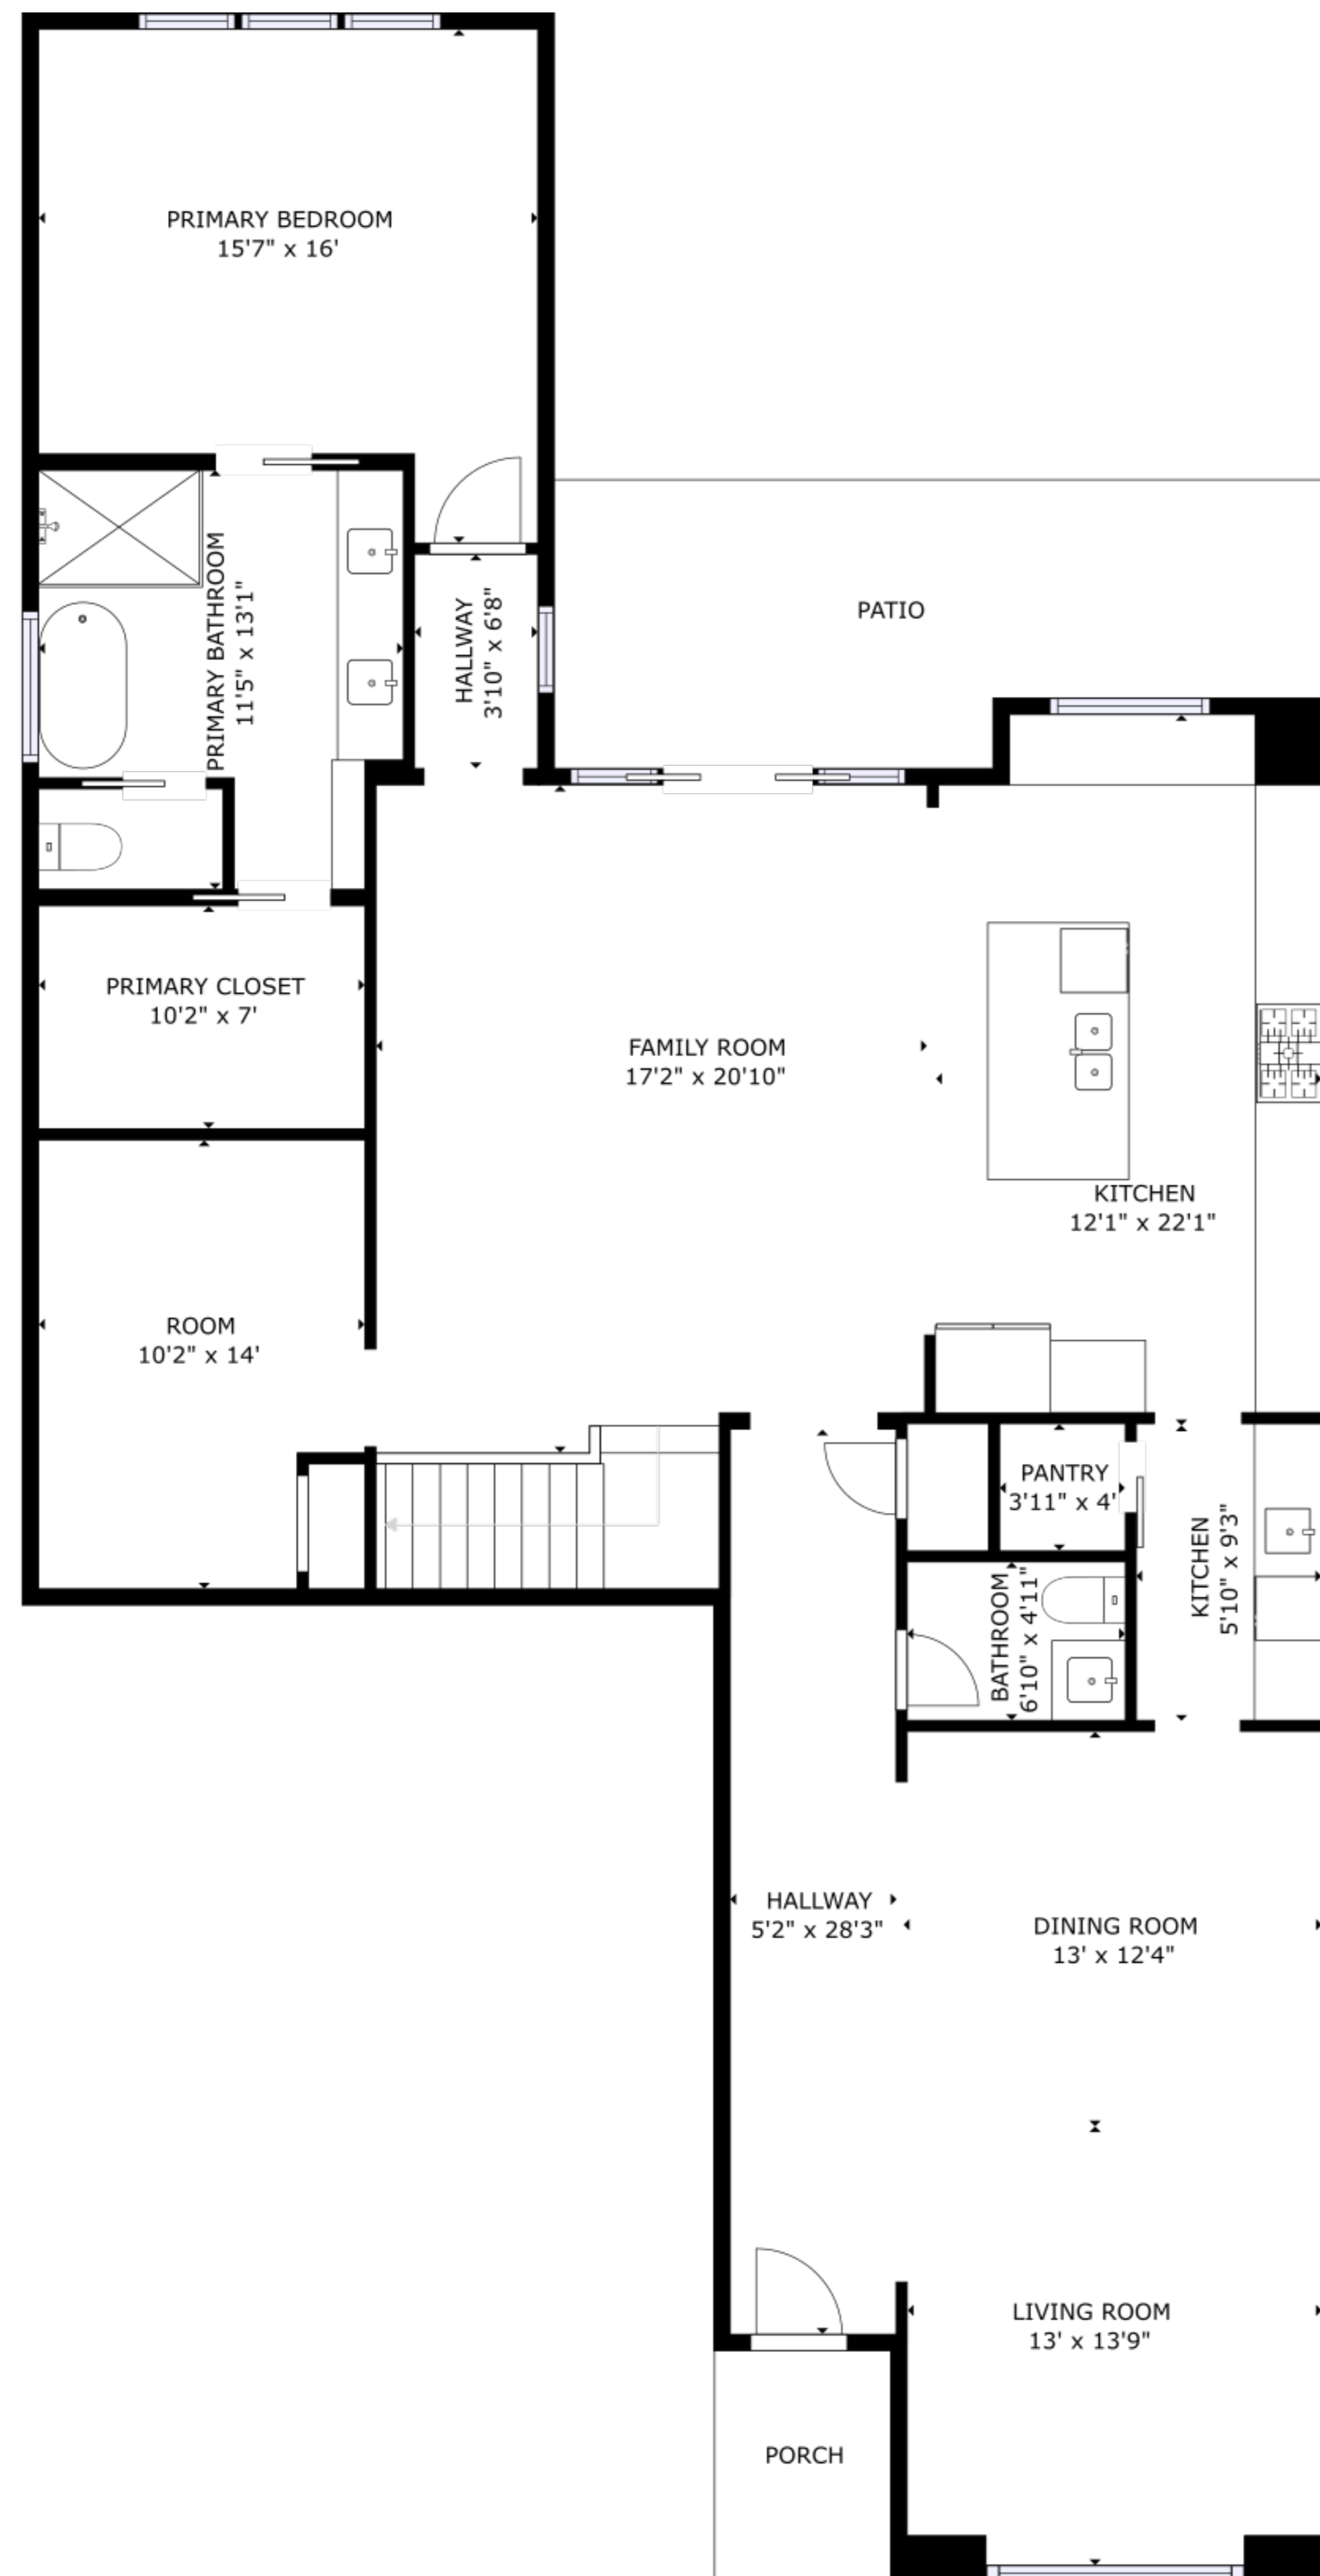 PRIMARY BEDROOM
15'7" x 16'
PRIMARY BATHROOM
11'5" x 13'1"
HALLWAY
3'10" x 6'8"
PATIO
PRIMARY CLOSET
10'2" x 7'
FAMILY ROOM
17'2" x 20'10"
KITCHEN
12'1" x 22'1"
ROOM
10'2" x 14'
PANTRY
3'11" x 4'
KITCHEN
5'10" x 9'3"
BATHROOM
6'10" x 4'11"
HALLWAY
5'2" x 28'3"
DINING ROOM
13' x 12'4"
LIVING ROOM
13' x 13'9"
PORCH